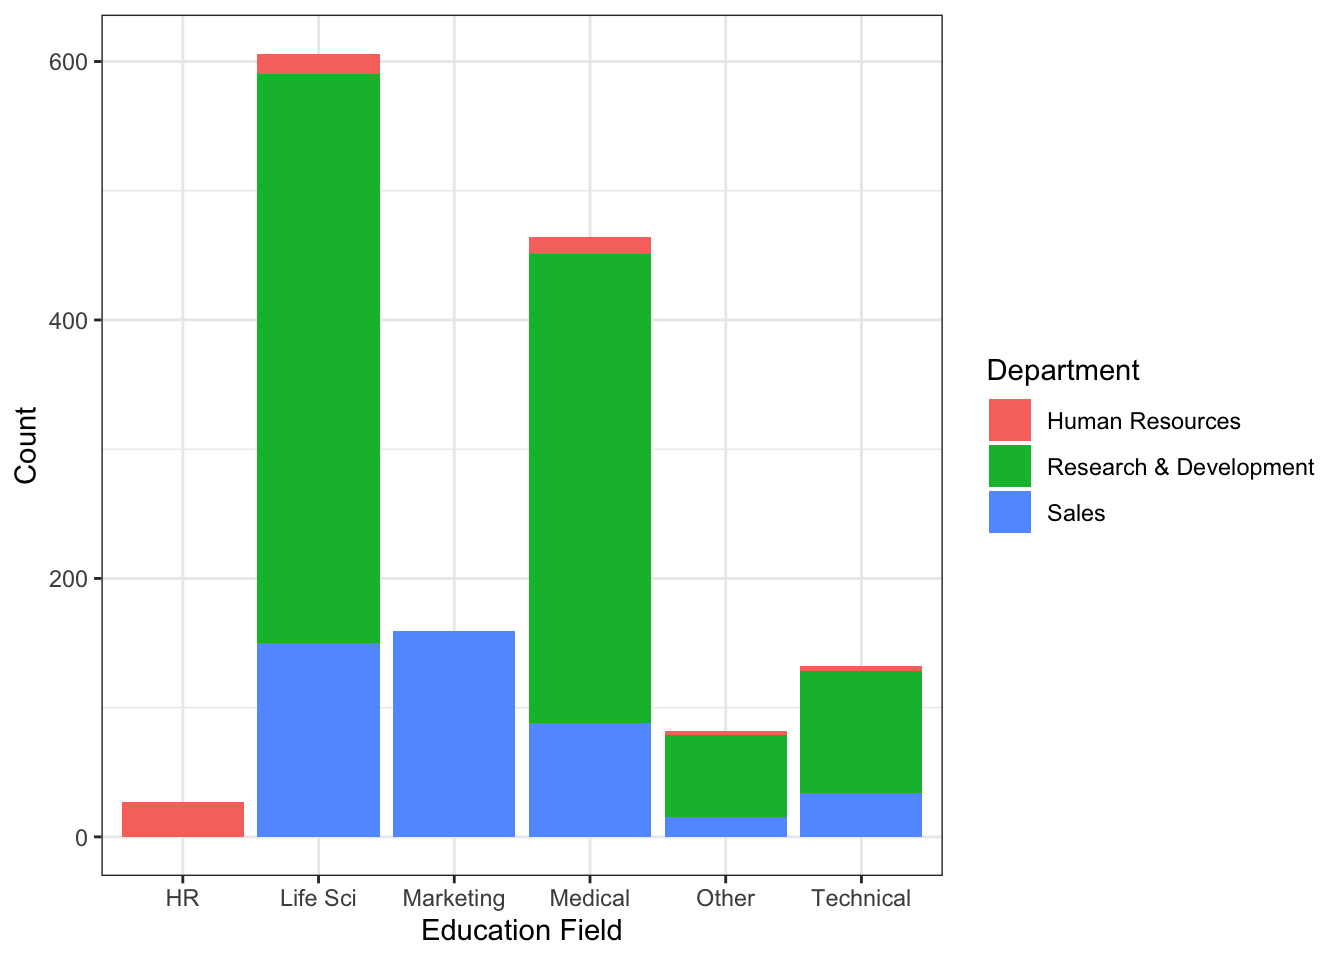 600
400
200
0
Count
HR Life Sci Marketing Medical Other Technical
Education Field
Department
Human Resources
Research & Development
Sales